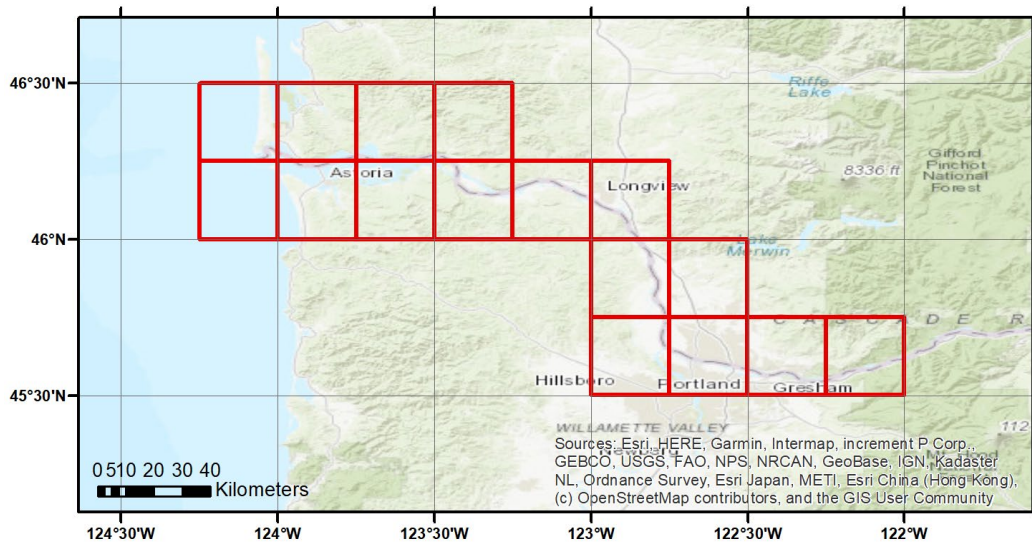 46°30'N
46°N
45°30'N
124°30'W
124°W
123°30'W
123°W
122°30'W
122°W
Riffe
Lake
8336 ft
Gifford
Pinchot
National
Forest
Astoria
Longview
Lake
Merwin
CASCADE R
Hillsboro
Portland
Gresham
WILLAMETTE VALLEY
112
0 5 10 20 30 40
Kilometers
Sources: Esri, HERE, Garmin, Intermap, increment P Corp.,
GEBCO, USGS, FAO, NPS, NRCAN, GeoBase, IGN, Kadaster
NL, Ordnance Survey, Esri Japan, METI, Esri China (Hong Kong),
(c) OpenStreetMap contributors, and the GIS User Community